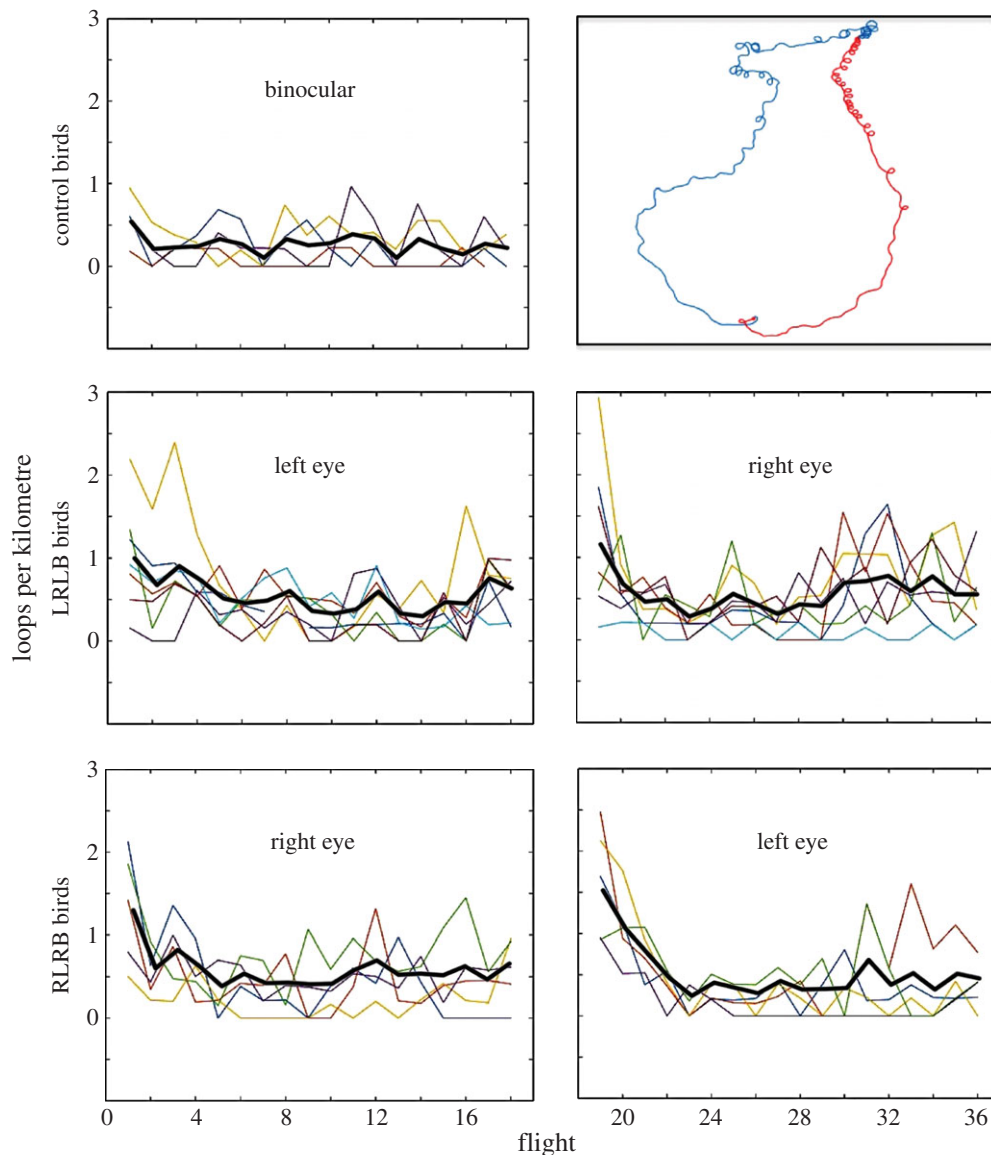 3
2
1
0
binocular
control birds
3
2
1
0
left eye
right eye
loops per kilometre
LRLB birds
3
2
1
0
right eye
left eye
RLRB birds
0 4 8 12 16
20 24 28 32 36
flight